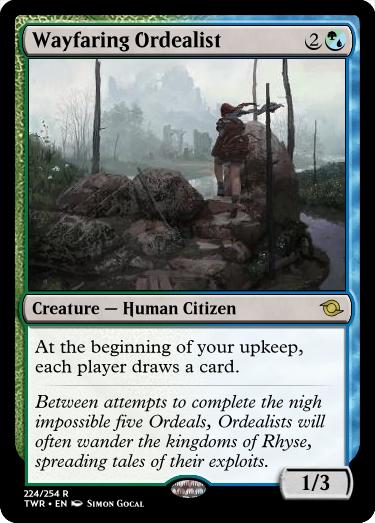 Wayfaring Ordealist 2
Creature — Human Citizen
At the beginning of your upkeep,
each player draws a card.
Between attempts to complete the nigh
impossible five Ordeals, Ordealists will
often wander the kingdoms of Rhyse,
spreading tales of their exploits.
1/3
224/254 R
TWR • EN Simon Gocal